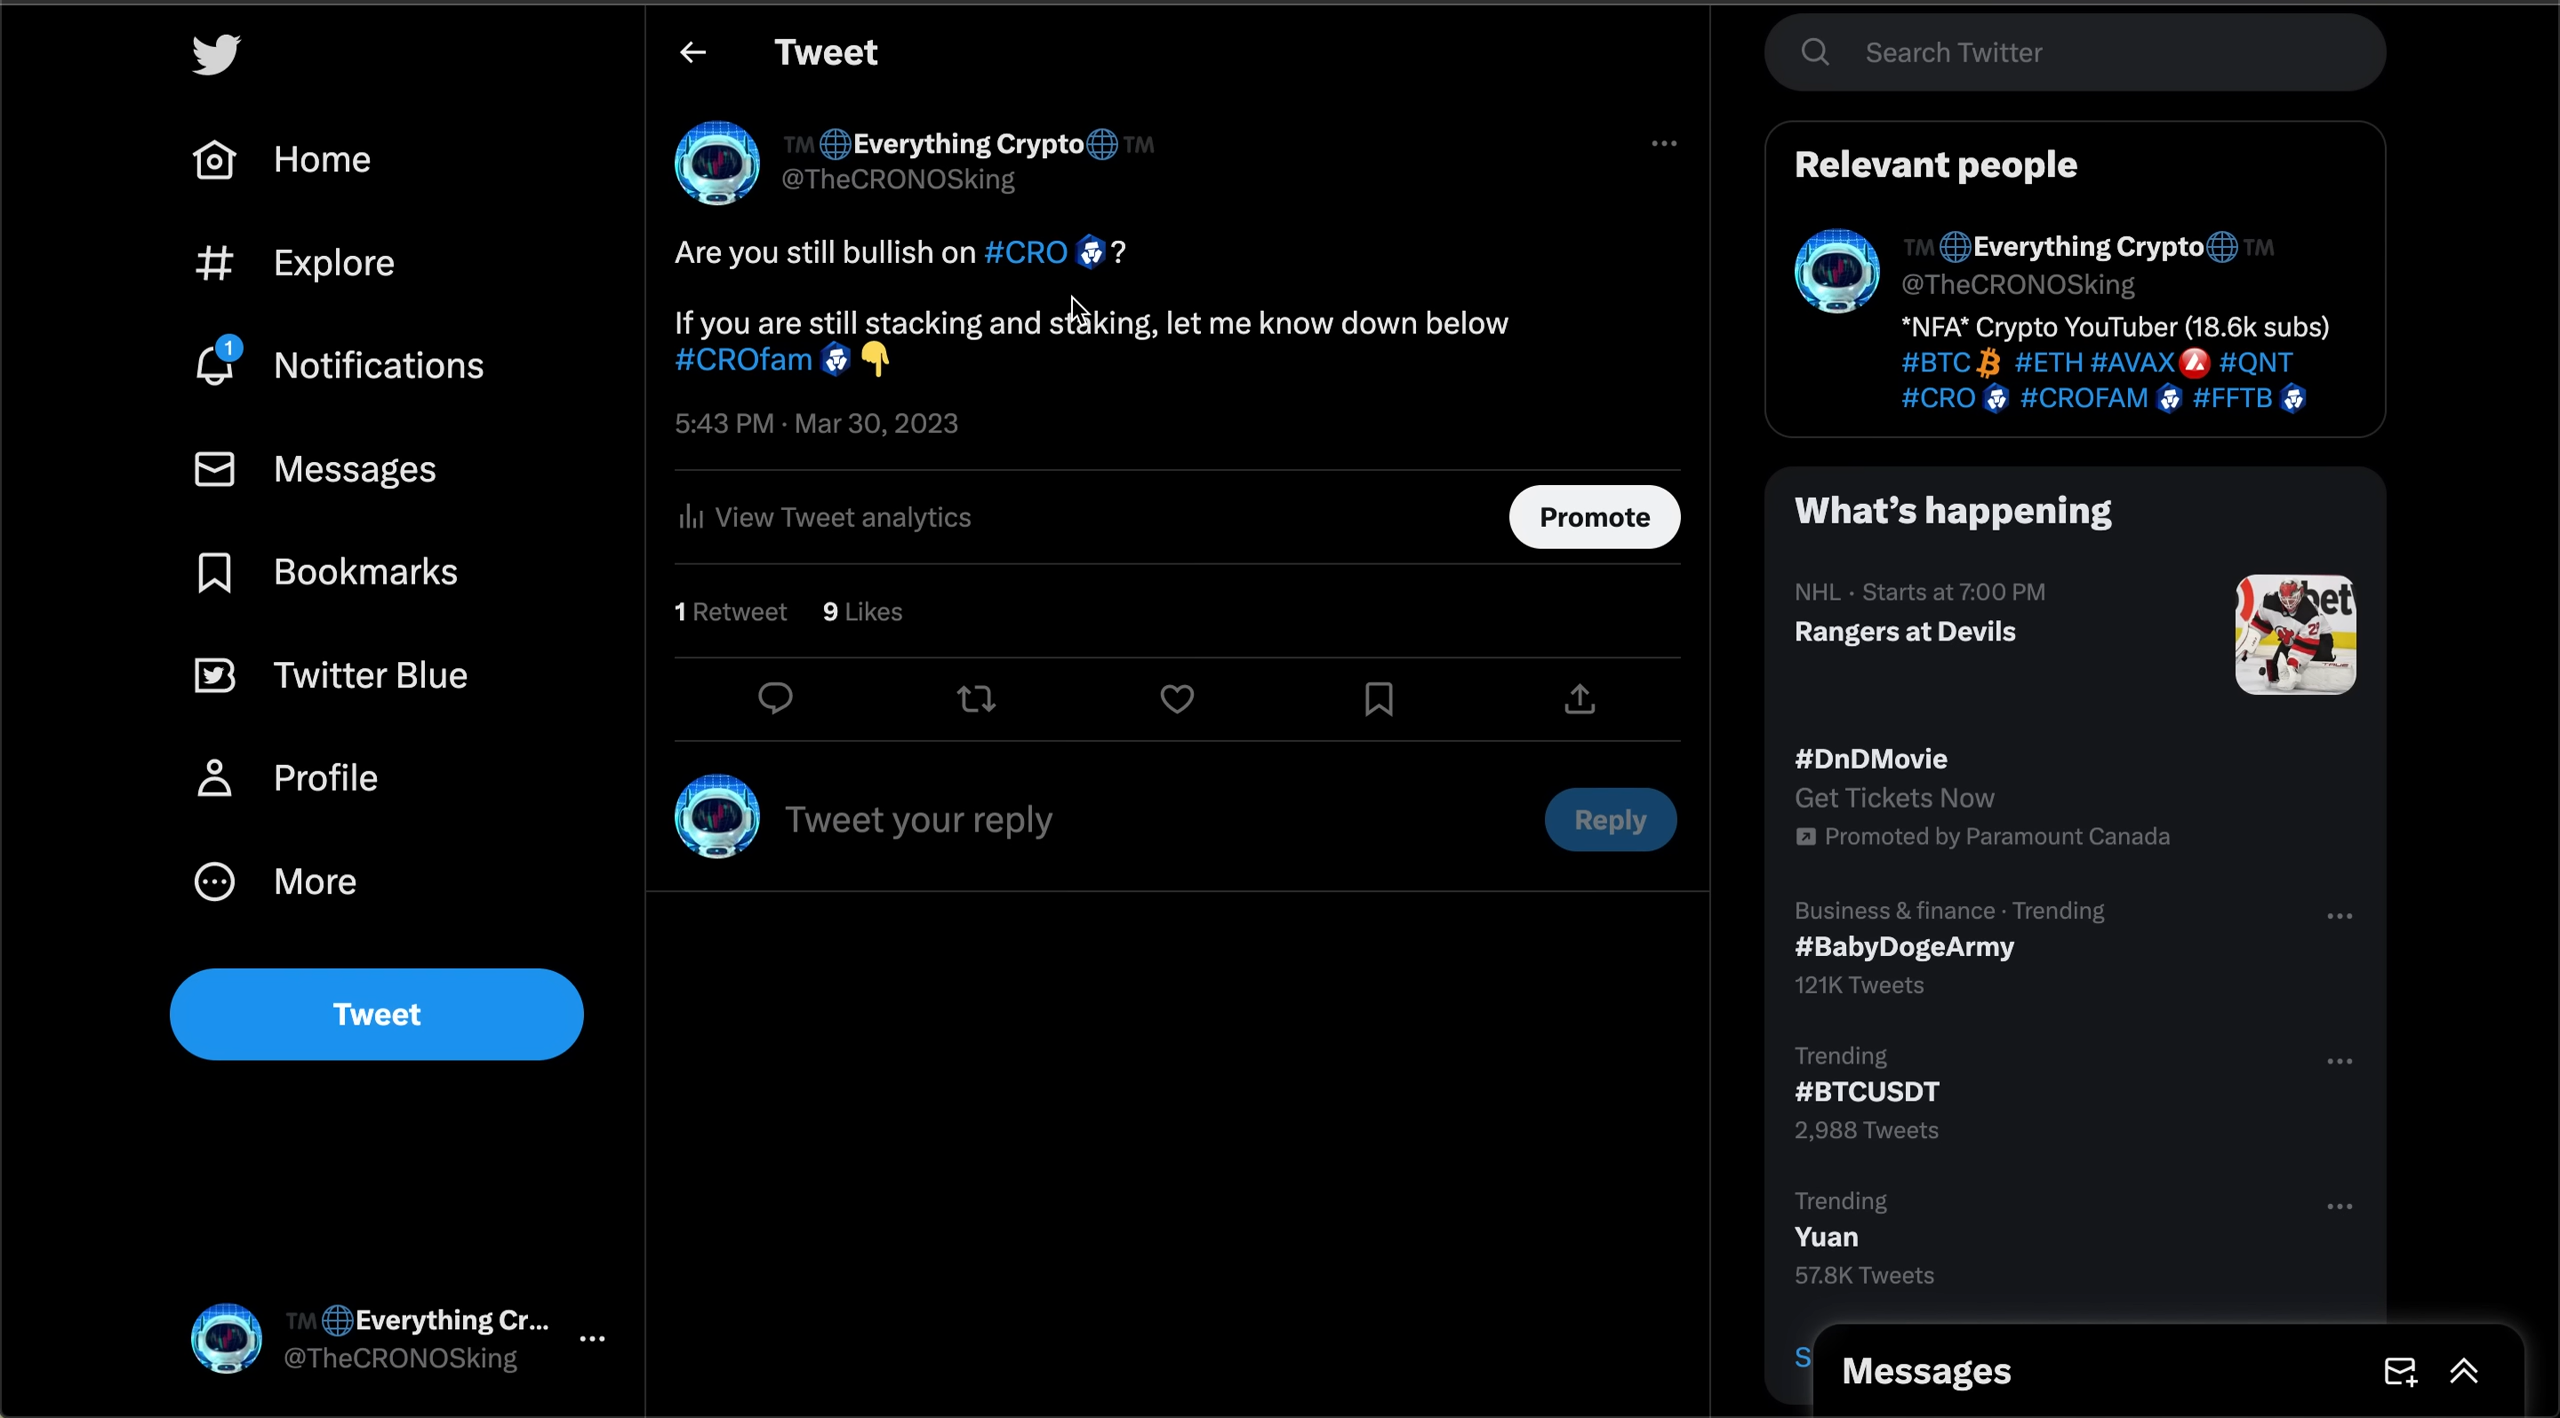 Home
Explore
1
Notifications
Messages
Bookmarks
Twitter Blue
Profile
More
Tweet
TM🌐Everything Cr...
@TheCRONOSking
Tweet
TM🌐Everything Crypto🌐TM
@TheCRONOSking
Are you still bullish on #CRO ?
If you are still stacking and staking, let me know down below
#CROfam 👇
5:43 PM · Mar 30, 2023
View Tweet analytics
Promote
1 Retweet 9 Likes
Tweet your reply
Reply
Search Twitter
Relevant people
TM🌐Everything Crypto🌐TM
@TheCRONOSking
*NFA* Crypto YouTuber (18.6k subs)
#BTC #ETH #AVAX #QNT
#CRO #CROFAM #FFTB
What's happening
NHL · Starts at 7:00 PM
Rangers at Devils
bet
#DnDMovie
Get Tickets Now
Promoted by Paramount Canada
Business & finance · Trending
#BabyDogeArmy
121K Tweets
Trending
#BTCUSDT
2,988 Tweets
Trending
Yuan
57.8K Tweets
S
Messages